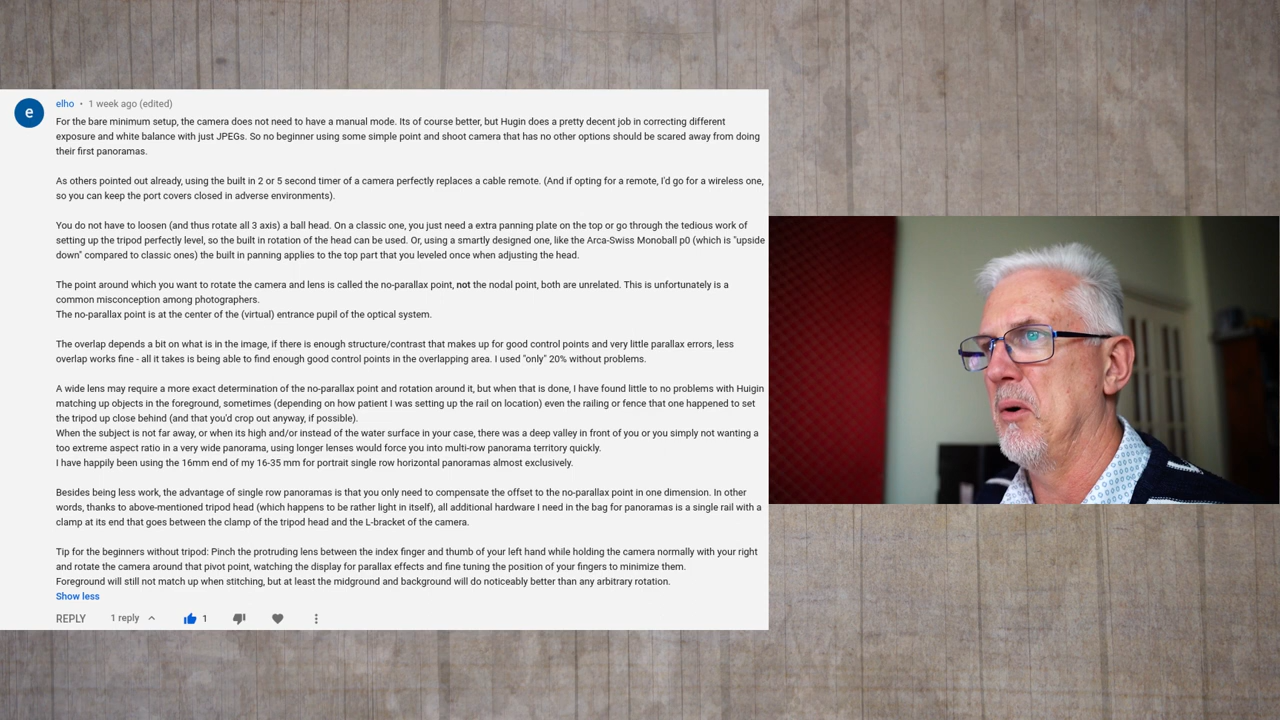 e
elho • 1 week ago (edited)
For the bare minimum setup, the camera does not need to have a manual mode. Its of course better, but Hugin does a pretty decent job in correcting different
exposure and white balance with just JPEGs. So no beginner using some simple point and shoot camera that has no other options should be scared away from doing
their first panoramas.
As others pointed out already, using the built in 2 or 5 second timer of a camera perfectly replaces a cable remote. (And if opting for a remote, I'd go for a wireless one,
so you can keep the port covers closed in adverse environments).
You do not have to loosen (and thus rotate all 3 axis) a ball head. On a classic one, you just need a extra panning plate on the top or go through the tedious work of
setting up the tripod perfectly level, so the built in rotation of the head can be used. Or, using a smartly designed one, like the Arca-Swiss Monoball p0 (which is "upside
down" compared to classic ones) the built in panning applies to the top part that you leveled once when adjusting the head.
The point around which you want to rotate the camera and lens is called the no-parallax point, not the nodal point, both are unrelated. This is unfortunately is a
common misconception among photographers.
The no-parallax point is at the center of the (virtual) entrance pupil of the optical system.
The overlap depends a bit on what is in the image, if there is enough structure/contrast that makes up for good control points and very little parallax errors, less
overlap works fine - all it takes is being able to find enough good control points in the overlapping area. I used "only" 20% without problems.
A wide lens may require a more exact determination of the no-parallax point and rotation around it, but when that is done, I have found little to no problems with Huigin
matching up objects in the foreground, sometimes (depending on how patient I was setting up the rail on location) even the railing or fence that one happened to set
the tripod up close behind (and that you'd crop out anyway, if possible).
When the subject is not far away, or when its high and/or instead of the water surface in your case, there was a deep valley in front of you or you simply not wanting a
too extreme aspect ratio in a very wide panorama, using longer lenses would force you into multi-row panorama territory quickly.
I have happily been using the 16mm end of my 16-35 mm for portrait single row horizontal panoramas almost exclusively.
Besides being less work, the advantage of single row panoramas is that you only need to compensate the offset to the no-parallax point in one dimension. In other
words, thanks to above-mentioned tripod head (which happens to be rather light in itself), all additional hardware I need in the bag for panoramas is a single rail with a
clamp at its end that goes between the clamp of the tripod head and the L-bracket of the camera.
Tip for the beginners without tripod: Pinch the protruding lens between the index finger and thumb of your left hand while holding the camera normally with your right
and rotate the camera around that pivot point, watching the display for parallax effects and fine tuning the position of your fingers to minimize them.
Foreground will still not match up when stitching, but at least the midground and background will do noticeably better than any arbitrary rotation.
Show less
REPLY 1 reply 1